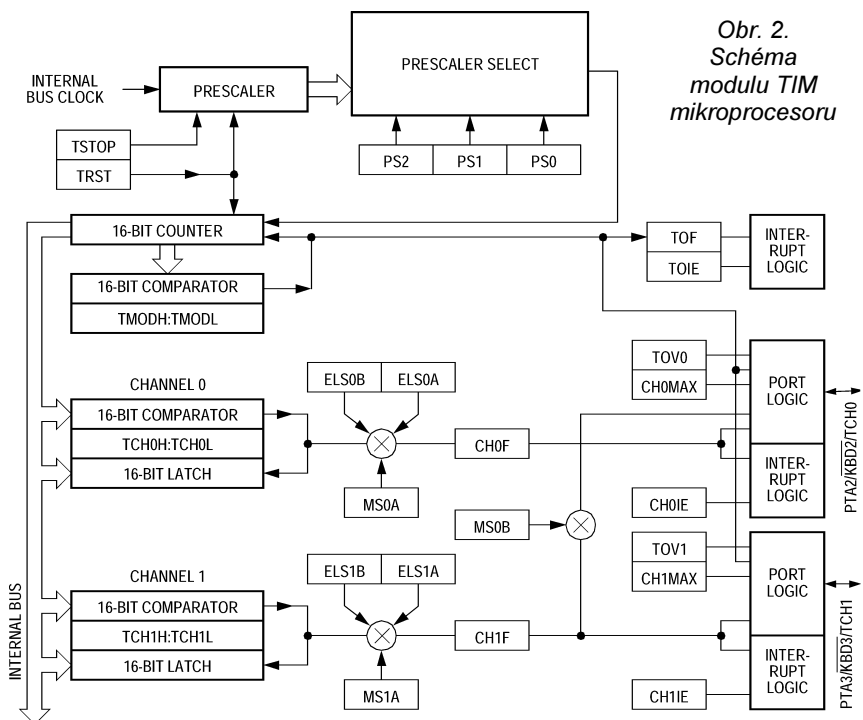 Obr. 2.
Schéma
modulu TIM
mikroprocesoru
PRESCALER SELECT
INTERNAL
BUS CLOCK
PRESCALER
TSTOP
TRST
PS2 PS1 PS0
16-BIT COUNTER
16-BIT COMPARATOR
TMODH:TMODL
TOF
TOIE
INTER-
RUPT
LOGIC
CHANNEL 0
16-BIT COMPARATOR
TCH0H:TCH0L
16-BIT LATCH
ELS0B ELS0A
MS0A
CH0F
MS0B
TOV0
CH0MAX
PORT
LOGIC
INTER-
RUPT
LOGIC
CH0IE
PTA2/KBD2/TCH0
CHANNEL 1
16-BIT COMPARATOR
TCH1H:TCH1L
16-BIT LATCH
ELS1B ELS1A
MS1A
CH1F
TOV1
CH1MAX
PORT
LOGIC
INTER-
RUPT
LOGIC
CH1IE
PTA3/KBD3/TCH1
INTERNAL BUS